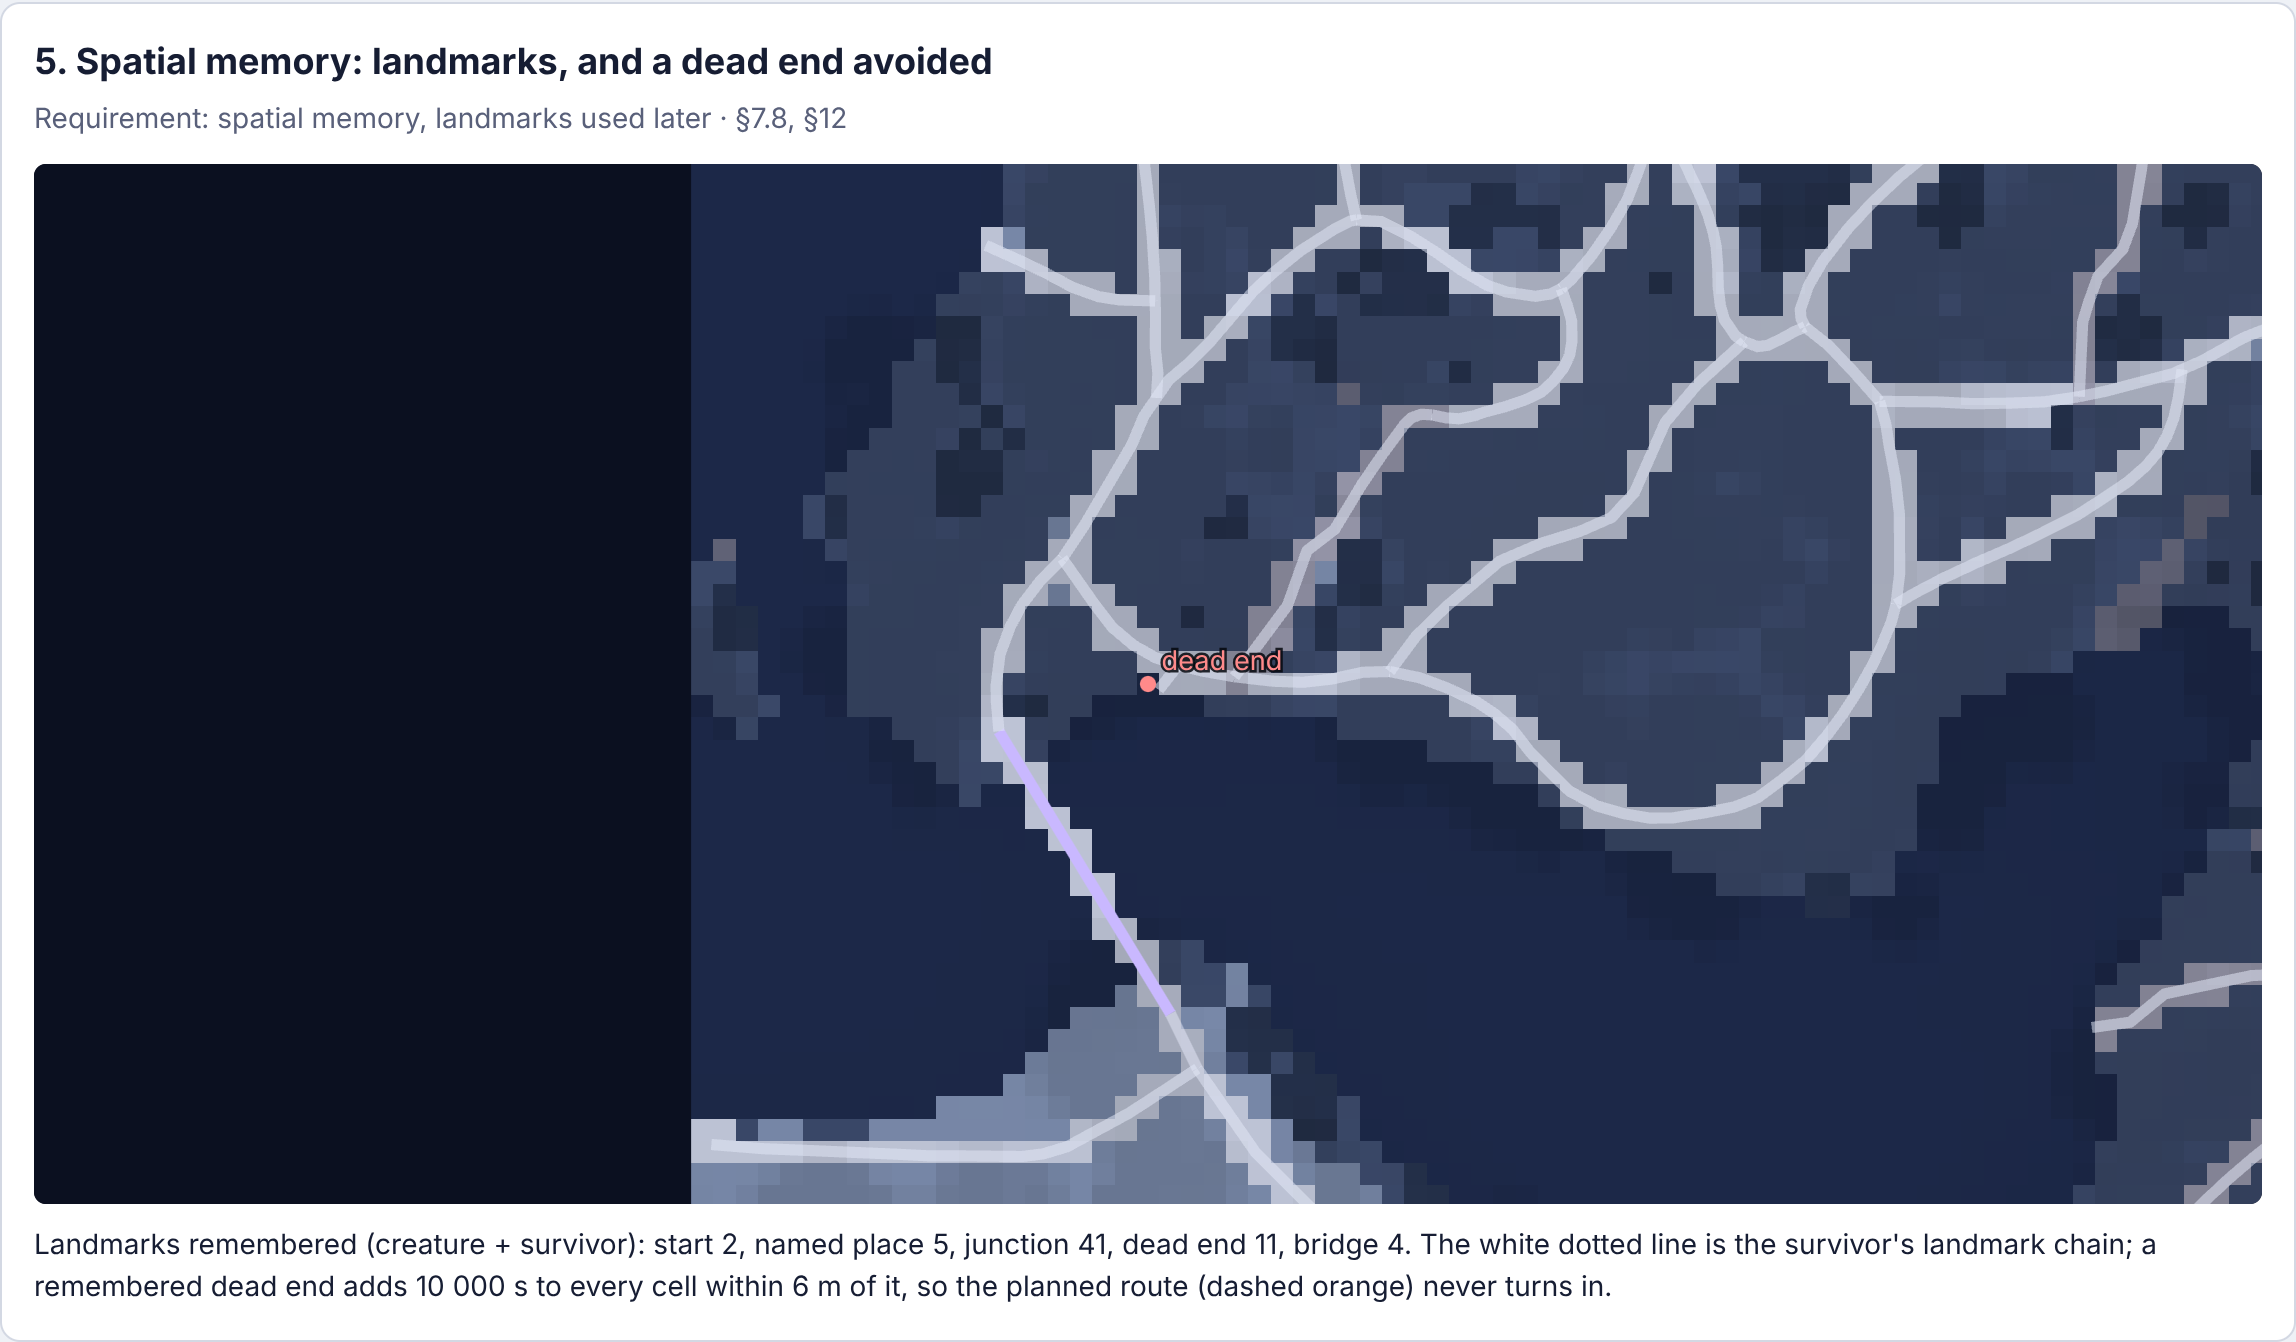 5. Spatial memory: landmarks, and a dead end avoided
Requirement: spatial memory, landmarks used later · §7.8, §12
dead end
Landmarks remembered (creature + survivor): start 2, named place 5, junction 41, dead end 11, bridge 4. The white dotted line is the survivor's landmark chain; a
remembered dead end adds 10 000 s to every cell within 6 m of it, so the planned route (dashed orange) never turns in.